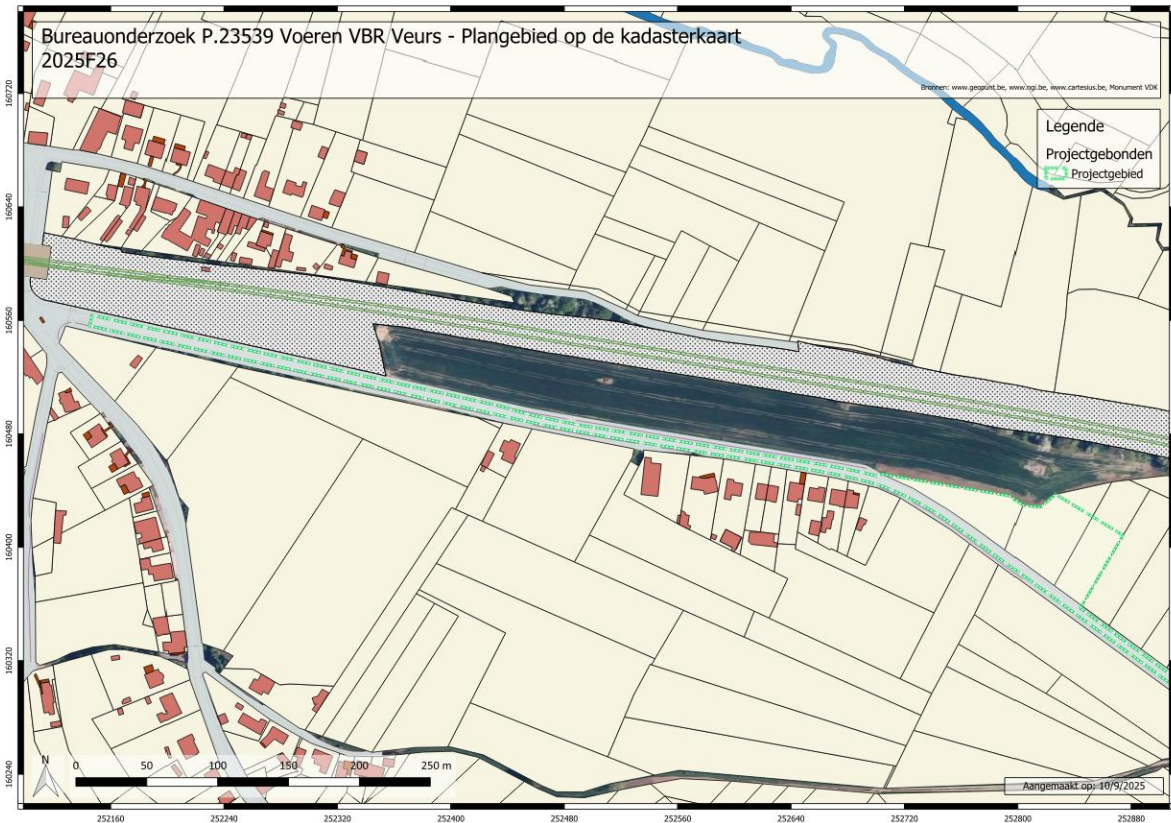 Bureauonderzoek P.23539 Voeren VBR Veurs - Plangebied op de kadasterkaart
2025F26
Bronnen: www.geopunt.be, www.ngi.be, www.cartesius.be, Monument VDK
Legende
Projectgebonden
Projectgebied
160720
160640
160560
160480
160400
160320
160240
N
0 50 100 150 200 250 m
Aangemaakt op: 10/9/2025
252160 252240 252320 252400 252480 252560 252640 252720 252800 252880